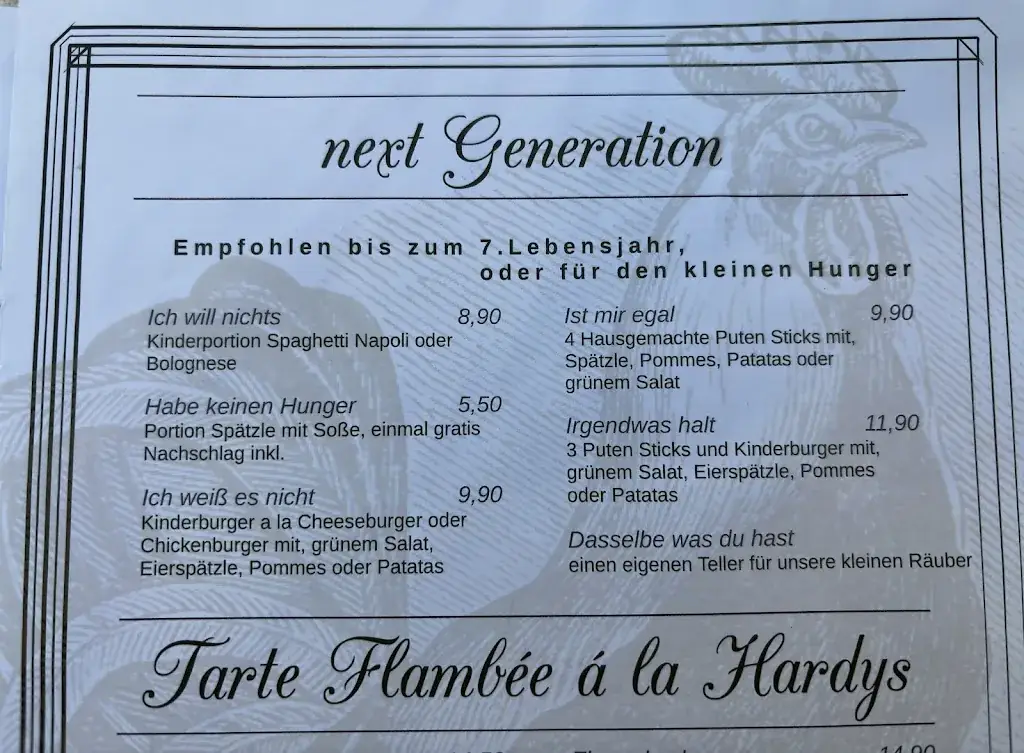 next Generation
Empfohlen bis zum 7.Lebensjahr,
oder für den kleinen Hunger
Ich will nichts 8,90
Kinderportion Spaghetti Napoli oder
Bolognese
Habe keinen Hunger 5,50
Portion Spätzle mit Soße, einmal gratis
Nachschlag inkl.
Ich weiß es nicht 9,90
Kinderburger a la Cheeseburger oder
Chickenburger mit, grünem Salat,
Eierspätzle, Pommes oder Patatas
Ist mir egal 9,90
4 Hausgemachte Puten Sticks mit,
Spätzle, Pommes, Patatas oder
grünem Salat
Irgendwas halt 11,90
3 Puten Sticks und Kinderburger mit,
grünem Salat, Eierspätzle, Pommes
oder Patatas
Dasselbe was du hast
einen eigenen Teller für unsere kleinen Räuber
Tarte Flambée á la Hardys
14,90